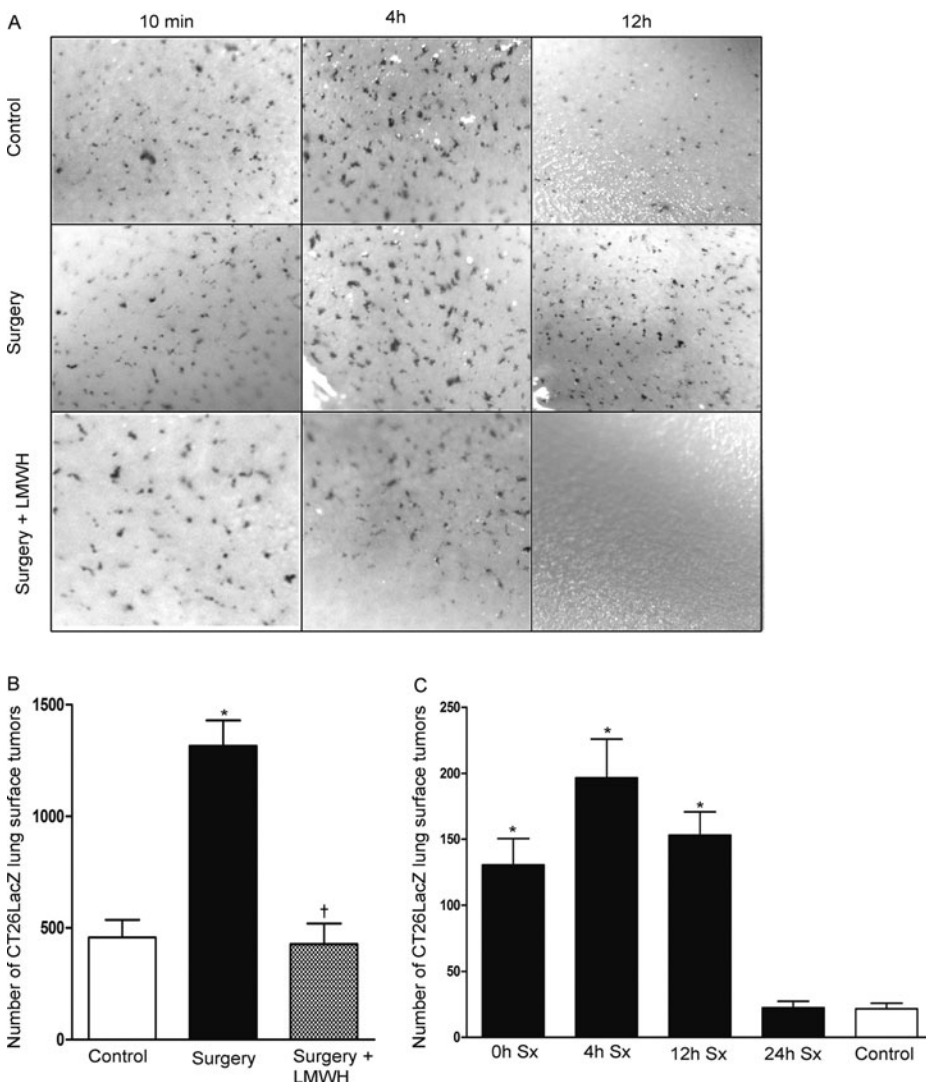 A
10 min 4h 12h
Control
Surgery
Surgery + LMWH
B
Number of CT26LacZ lung surface tumors
1500
*
1000
500
†
0
Control Surgery Surgery +
LMWH
C
Number of CT26LacZ lung surface tumors
250
*
200
*
150
*
100
50
0
0h Sx 4h Sx 12h Sx 24h Sx Control